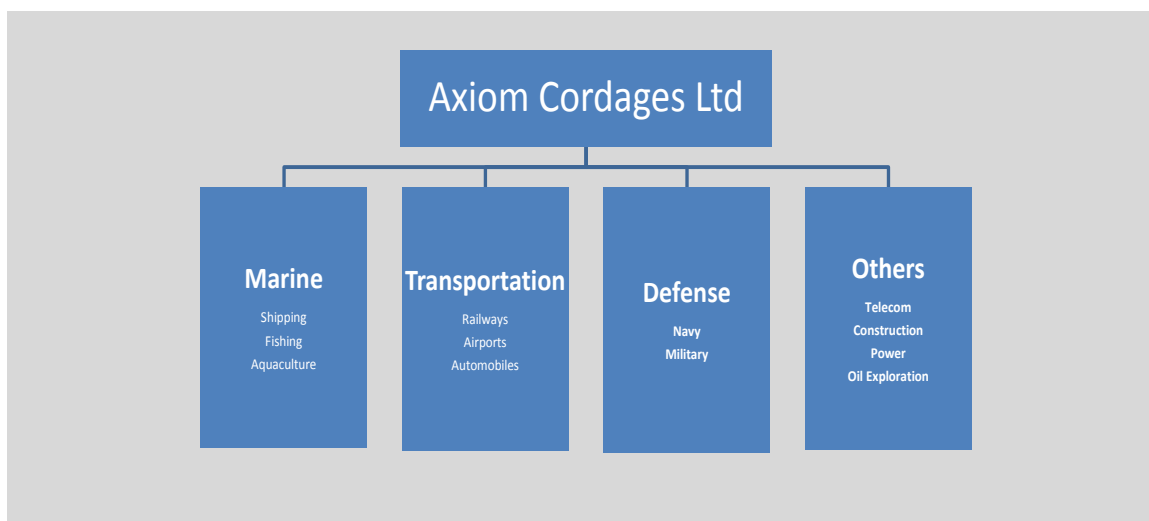 Axiom Cordages Ltd
Marine
Shipping
Fishing
Aquaculture
Transportation
Railways
Airports
Automobiles
Defense
Navy
Military
Others
Telecom
Construction
Power
Oil Exploration